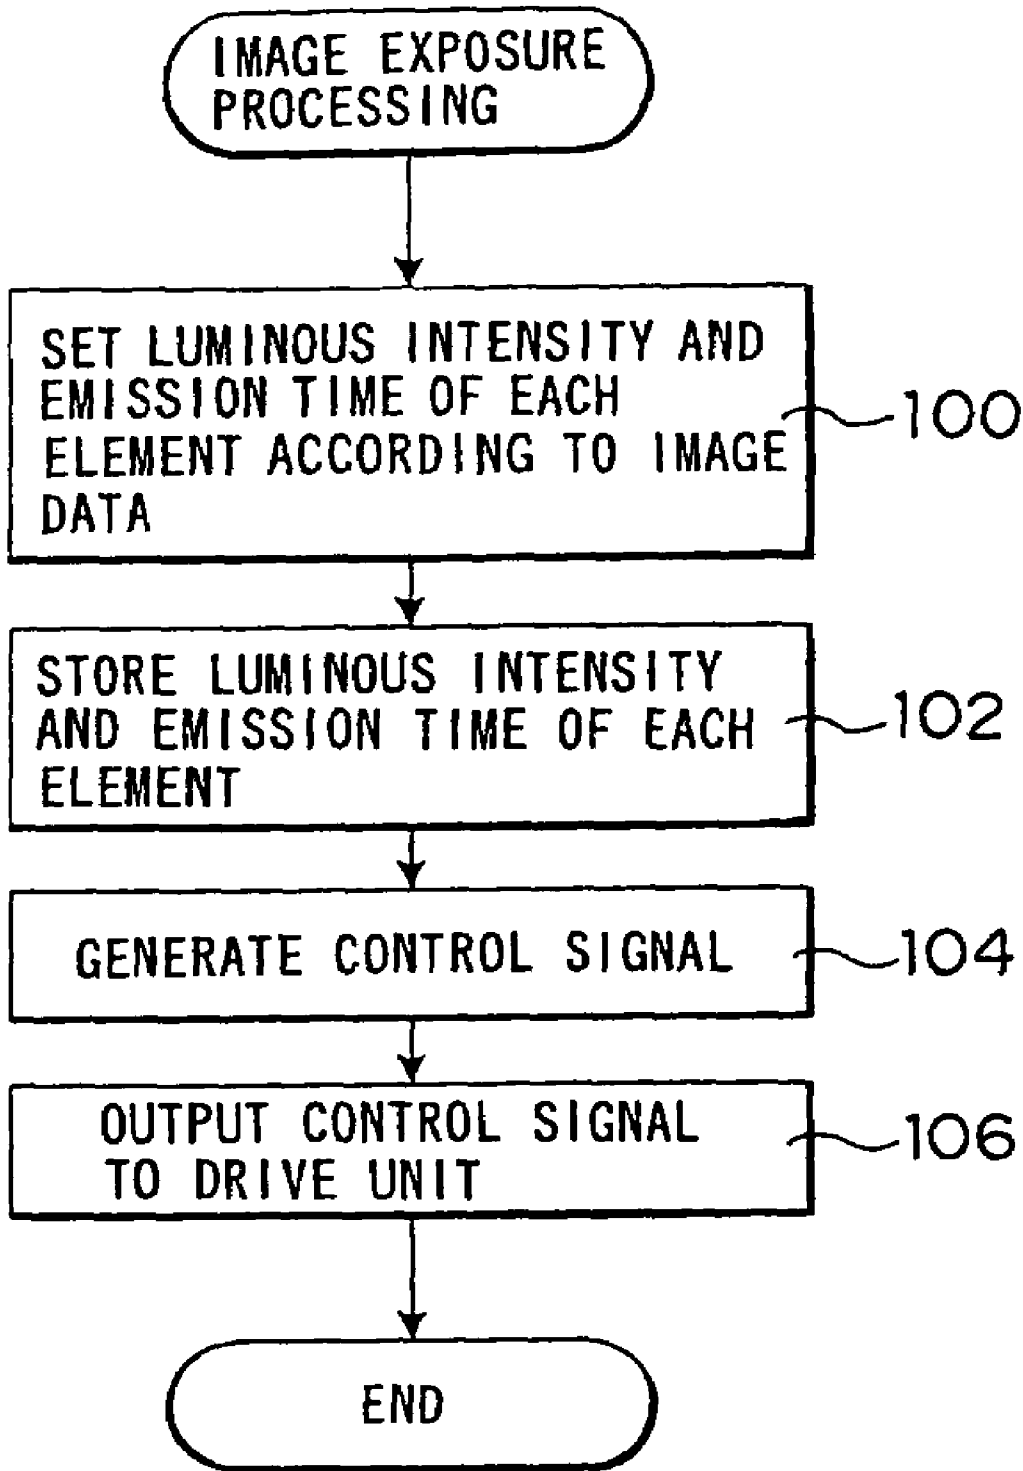 IMAGE EXPOSURE
PROCESSING
SET LUMINOUS INTENSITY AND
EMISSION TIME OF EACH
ELEMENT ACCORDING TO IMAGE
DATA
100
STORE LUMINOUS INTENSITY
AND EMISSION TIME OF EACH
ELEMENT
102
GENERATE CONTROL SIGNAL
104
OUTPUT CONTROL SIGNAL
TO DRIVE UNIT
106
END